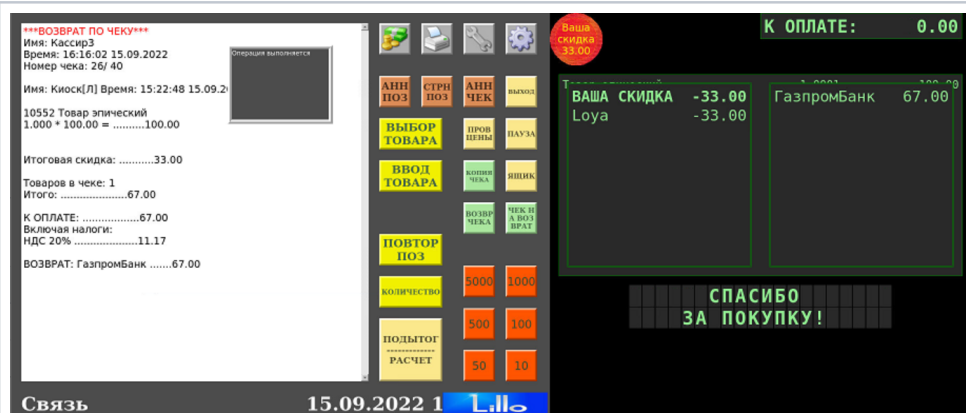 ***ВОЗВРАТ ПО ЧЕКУ***
Имя: Кассир3
Время: 16:16:02 15.09.2022
Номер чека: 26/ 40
Имя: Киоск[Л] Время: 15:22:48 15.09.2
10552 Товар эпический
1.000 * 100.00 = ..........100.00
Итоговая скидка: ...........33.00
Товаров в чеке: 1
Итого: ......................67.00
К ОПЛАТЕ: ..................67.00
Включая налоги:
НДС 20% ....................11.17
ВОЗВРАТ: ГазпромБанк .......67.00
Операция выполняется
АНН ПОЗ
СТРН ПОЗ
АНН ЧЕК
ВЫХОД
ВЫБОР ТОВАРА
ПРОВ ЦЕНЫ
ПАУЗА
ВВОД ТОВАРА
КОПИЯ ЧЕКА
ЯЩИК
ВОЗВР ЧЕКА
ЧЕК Н
А ВОЗ
ВРАТ
ПОВТОР ПОЗ
КОЛИЧЕСТВО
5000
1000
500
100
50
10
ПОДЫТОГ
-------------
РАСЧЕТ
Связь
15.09.2022 1
Lillo
Ваша
скидка
33.00
К ОПЛАТЕ: 0.00
ВАША СКИДКА -33.00
Loya -33.00
ГазпромБанк 67.00
СПАСИБО
ЗА ПОКУПКУ!